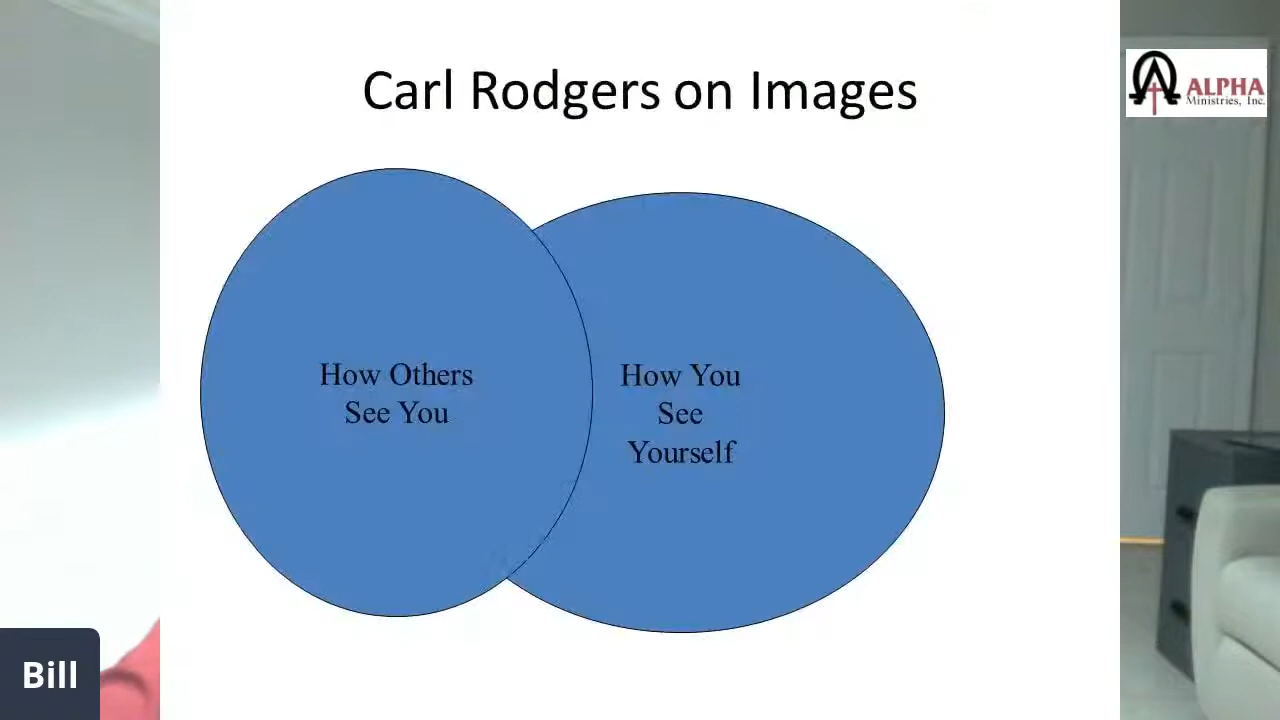 Carl Rodgers on Images
ALPHA
Ministries, Inc.
How Others
See You
How You
See
Yourself
Bill